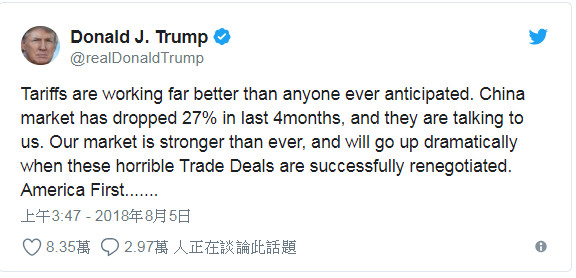 Donald J. Trump
@realDonaldTrump
Tariffs are working far better than anyone ever anticipated. China
market has dropped 27% in last 4months, and they are talking to
us. Our market is stronger than ever, and will go up dramatically
when these horrible Trade Deals are successfully renegotiated.
America First.......
上午3:47 - 2018年8月5日
8.35萬 2.97萬 人正在談論此話題